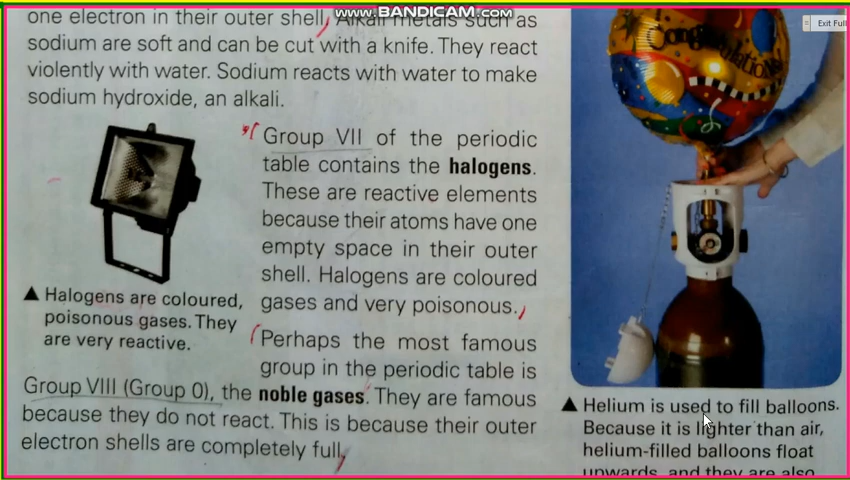 www.BANDICAM.com
Exit Full
one electron in their outer shell. Alkali metals such as
sodium are soft and can be cut with a knife. They react
violently with water. Sodium reacts with water to make
sodium hydroxide, an alkali.
Group VII of the periodic
table contains the halogens.
These are reactive elements
because their atoms have one
empty space in their outer
shell. Halogens are coloured
gases and very poisonous.
▲ Halogens are coloured,
poisonous gases. They
are very reactive.
Perhaps the most famous
group in the periodic table is
Group VIII (Group 0), the noble gases. They are famous
because they do not react. This is because their outer
electron shells are completely full.
Congratulations!
▲ Helium is used to fill balloons.
Because it is lighter than air,
helium-filled balloons float
upwards, and they are also